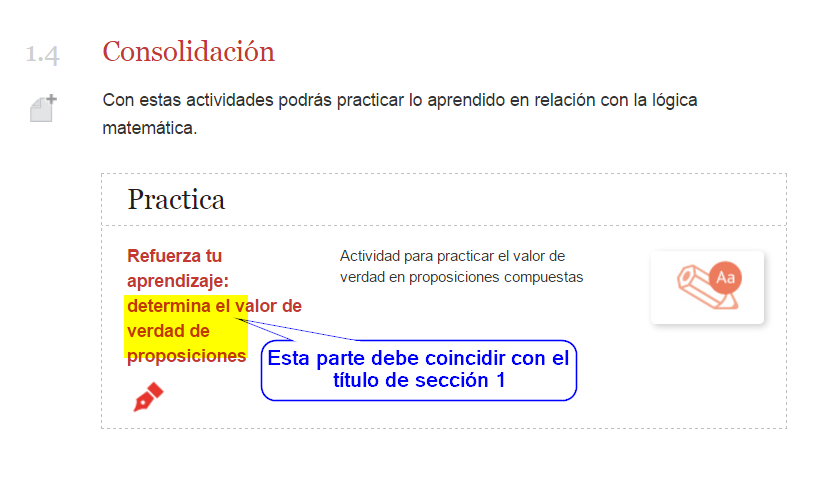 1.4 Consolidación
Con estas actividades podrás practicar lo aprendido en relación con la lógica
matemática.
Practica
Refuerza tu
aprendizaje:
determina el valor de
verdad de
proposiciones
Actividad para practicar el valor de
verdad en proposiciones compuestas
Aa
Esta parte debe coincidir con el
título de sección 1